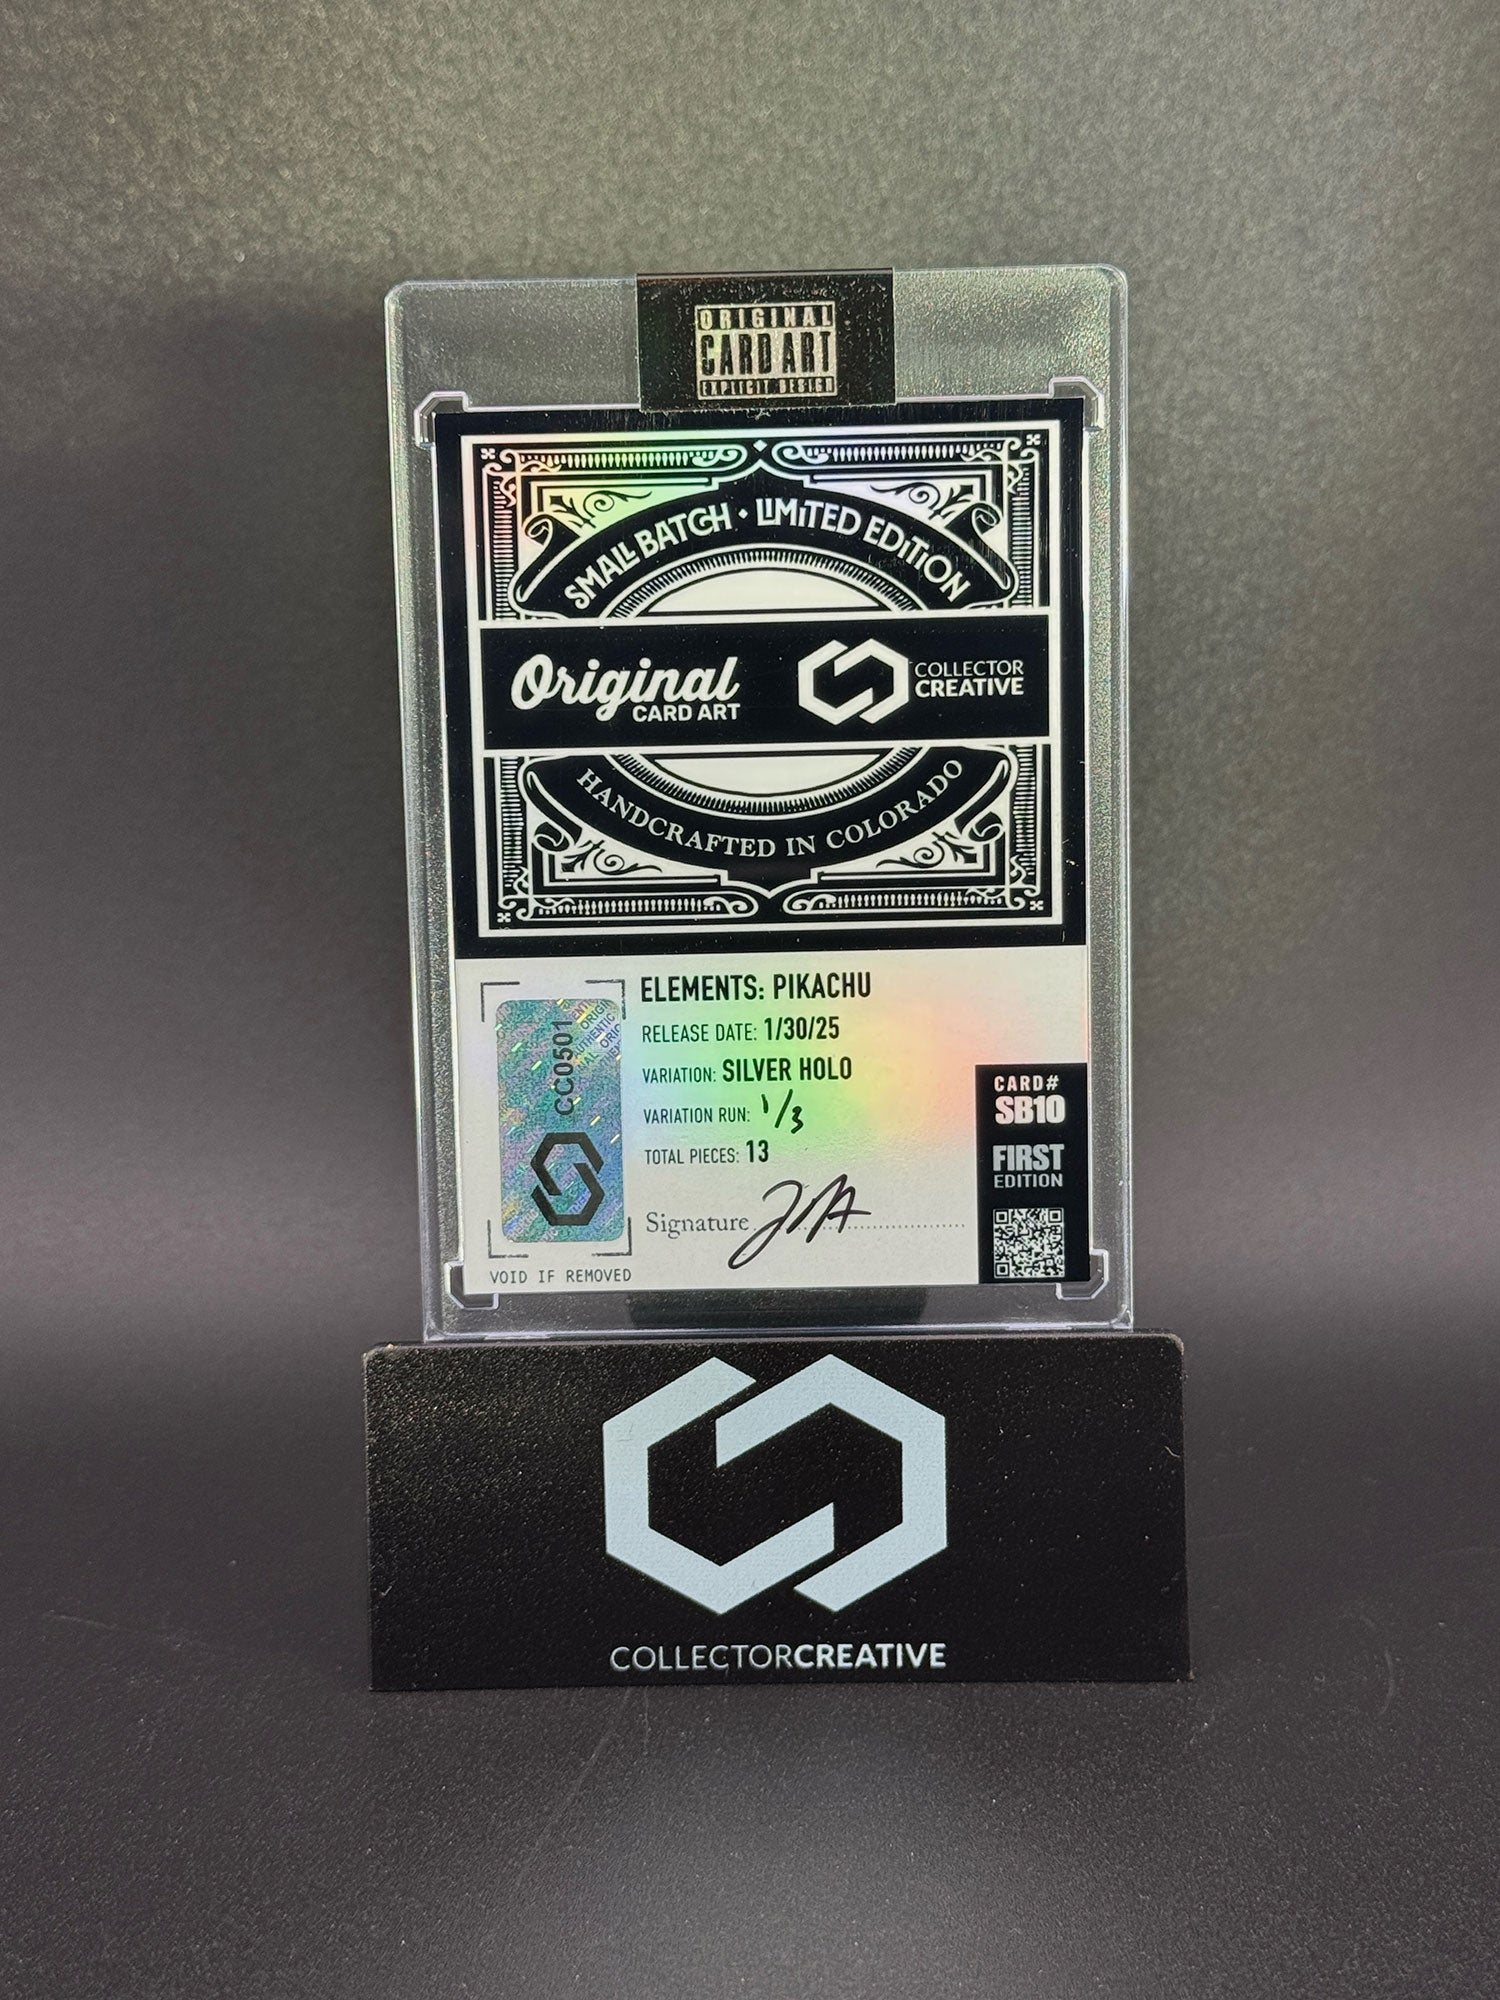 ORIGINAL
CARD ART
EXPLICIT DESIGN
SMALL BATCH • LIMITED EDITION
Original
CARD ART
COLLECTOR
CREATIVE
HANDCRAFTED IN COLORADO
ELEMENTS: PIKACHU
RELEASE DATE: 1/30/25
VARIATION: SILVER HOLO
VARIATION RUN: 1/3
TOTAL PIECES: 13
Signature
CC0501
VOID IF REMOVED
CARD#
SB10
FIRST
EDITION
COLLECTORCREATIVE